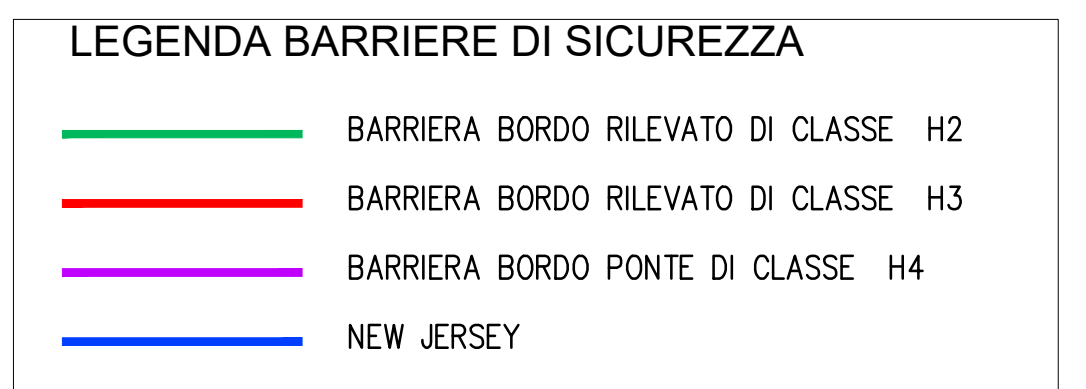 LEGENDA BARRIERE DI SICUREZZA
BARRIERA BORDO RILEVATO DI CLASSE H2
BARRIERA BORDO RILEVATO DI CLASSE H3
BARRIERA BORDO PONTE DI CLASSE H4
NEW JERSEY